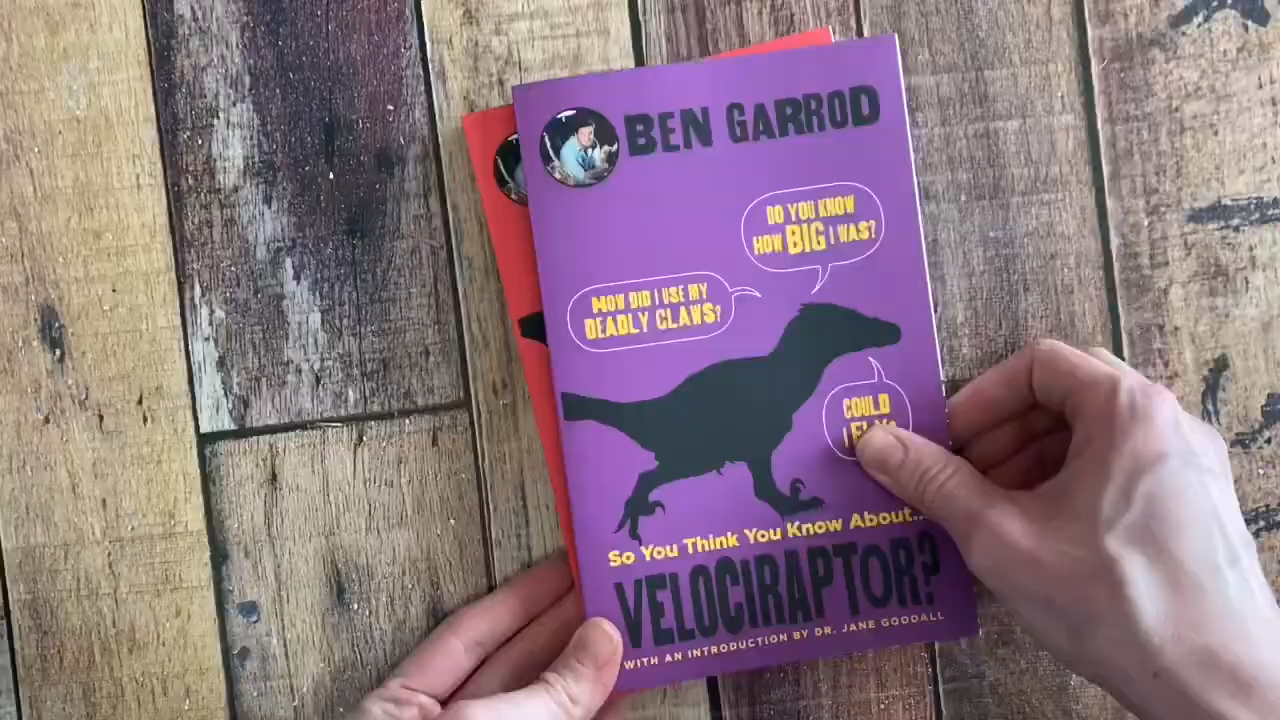 BEN GARROD
DO YOU KNOW
HOW BIG I WAS?
HOW DID I USE MY
DEADLY CLAWS?
COULD
I
So You Think You Know About...
VELOCIRAPTOR?
WITH AN INTRODUCTION BY DR. JANE GOODALL